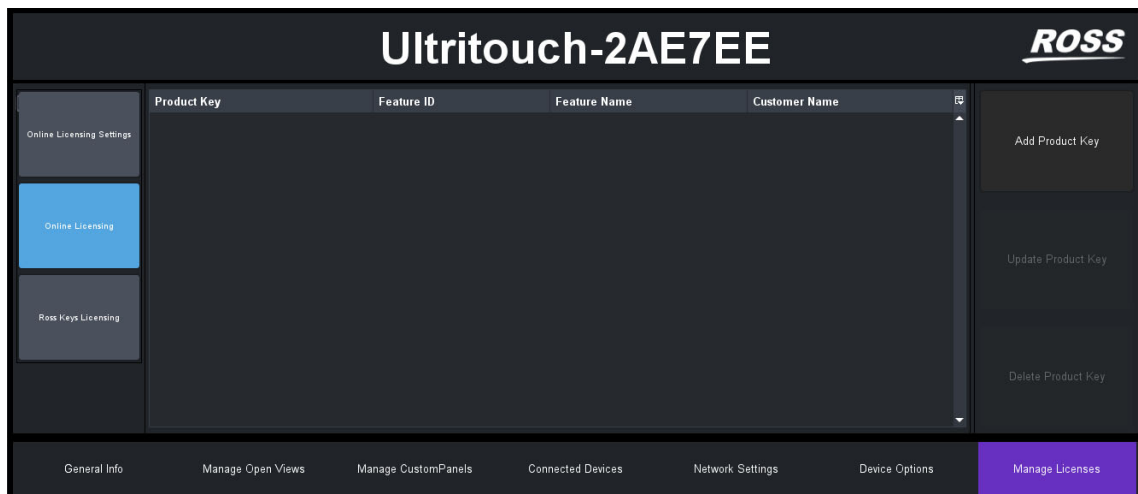 Ultritouch-2AE7EE
ROSS
Online Licensing Settings
Online Licensing
Ross Keys Licensing
Product Key Feature ID Feature Name Customer Name
Add Product Key
Update Product Key
Delete Product Key
General Info Manage Open Views Manage CustomPanels Connected Devices Network Settings Device Options Manage Licenses